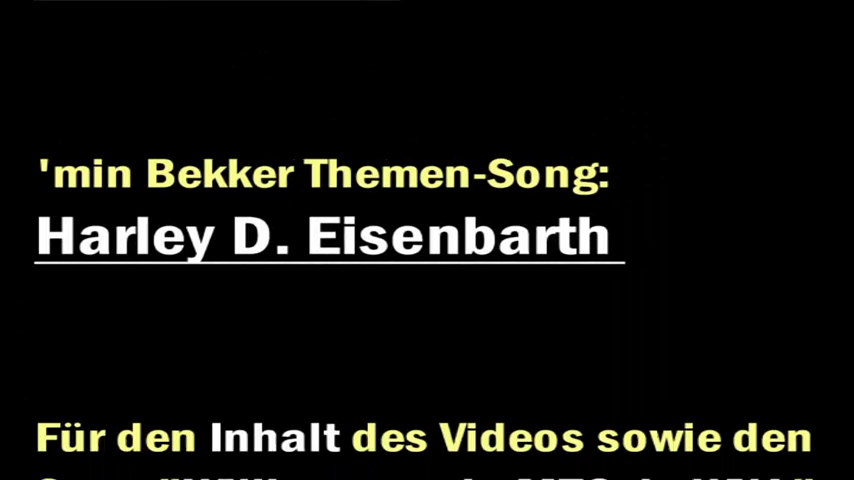 'min Bekker Themen-Song:
Harley D. Eisenbarth
Für den Inhalt des Videos sowie den